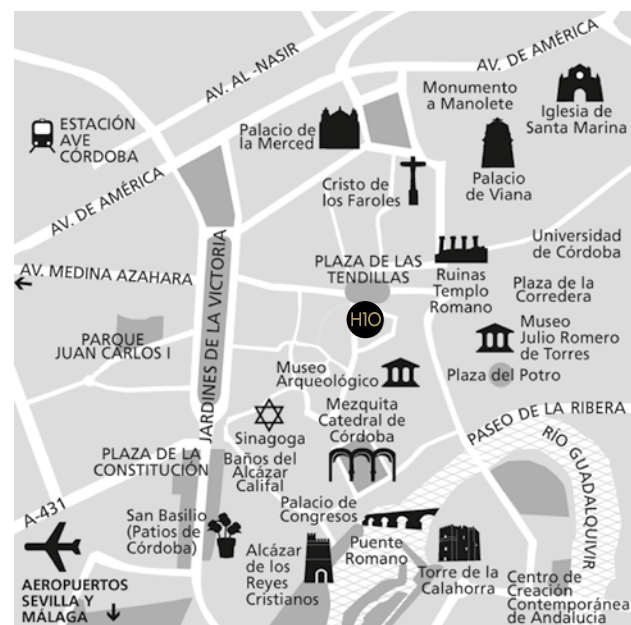 AV. AL -NASIR
AV. DE AMÉRICA
Monumento
a Manolete
Iglesia de
Santa Marina
ESTACIÓN
AVE
CÓRDOBA
Palacio de
la Merced
Cristo de
los Faroles
Palacio
de Viana
AV. DE AMÉRICA
Universidad
de Córdoba
PLAZA DE LAS
TENDILLAS
AV. MEDINA AZAHARA
Ruinas
Templo
Romano
Plaza de la
Corredera
JARDINES DE LA VICTORIA
H10
PARQUE
JUAN CARLOS I
Museo
Julio Romero
de Torres
Museo
Arqueológico
Plaza del Potro
Mezquita
Catedral de
Córdoba
PASEO DE LA RIBERA
RÍO GUADALQUIVIR
Sinagoga
PLAZA DE LA
CONSTITUCIÓN
Baños del
Alcázar
Califal
A-431
San Basilio
(Patios de
Córdoba)
Palacio de
Congresos
Alcázar
de los
Reyes
Cristianos
Puente
Romano
Torre de la
Calahorra
AEROPUERTOS
SEVILLA Y
MÁLAGA
Centro de
Creación
Contemporánea
de Andalucia